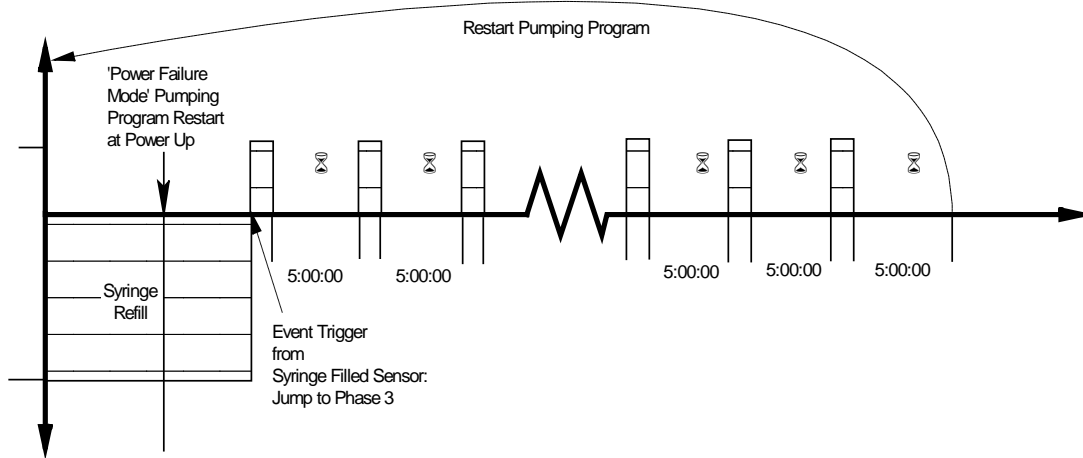 Restart Pumping Program
'Power Failure
Mode' Pumping
Program Restart
at Power Up
5:00:00
5:00:00
5:00:00
5:00:00
5:00:00
Syringe
Refill
Event Trigger
from
Syringe Filled Sensor:
Jump to Phase 3